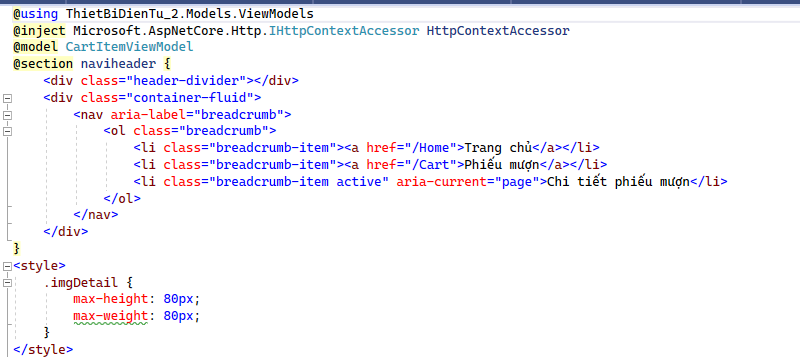 @using ThietBiDienTu_2.Models.ViewModels
@inject Microsoft.AspNetCore.Http.IHttpContextAccessor HttpContextAccessor
@model CartItemViewModel
@section naviheader {
    <div class="header-divider"></div>
    <div class="container-fluid">
        <nav aria-label="breadcrumb">
            <ol class="breadcrumb">
                <li class="breadcrumb-item"><a href="/Home">Trang chủ</a></li>
                <li class="breadcrumb-item"><a href="/Cart">Phiếu mượn</a></li>
                <li class="breadcrumb-item active" aria-current="page">Chi tiết phiếu mượn</li>
            </ol>
        </nav>
    </div>
}
<style>
    .imgDetail {
        max-height: 80px;
        max-weight: 80px;
    }
</style>